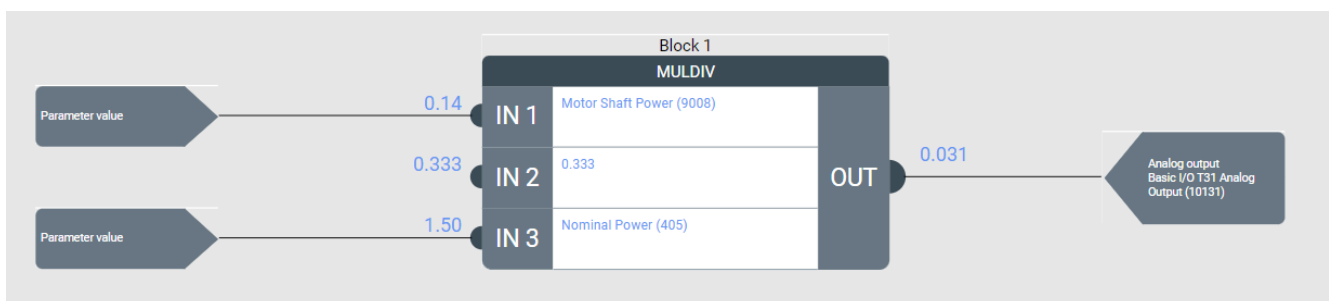 Block 1
MULDIV
Parameter value
0.14
IN 1
Motor Shaft Power (9008)
0.333
IN 2
0.333
OUT
0.031
Analog output
Basic I/O T31 Analog
Output (10131)
Parameter value
1.50
IN 3
Nominal Power (405)